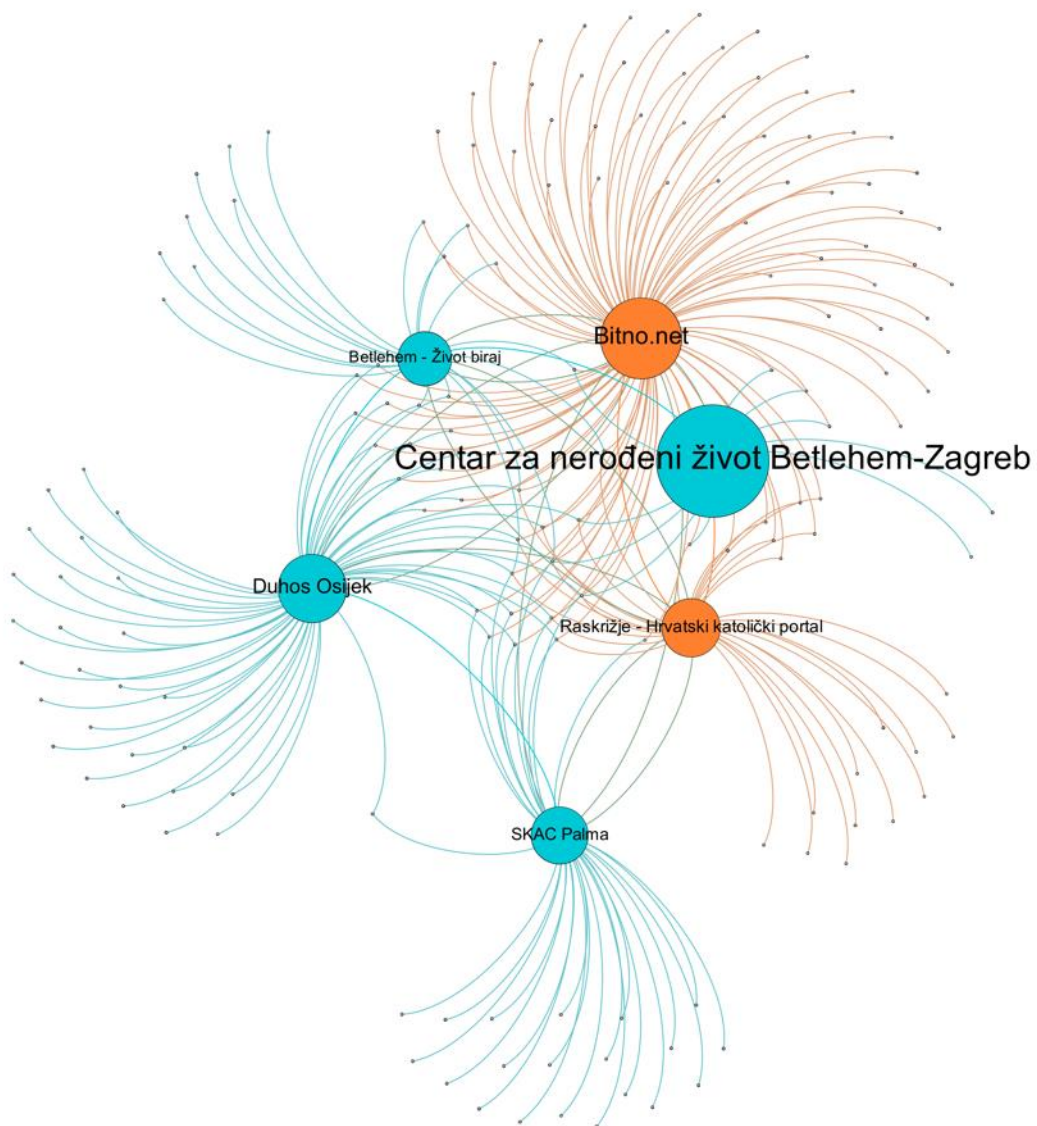 Bitno.net
Betlehem - Život biraj
Centar za nerođeni život Betlehem-Zagreb
Duhos Osijek
Raskrižje - Hrvatski katolički portal
SKAC Palma